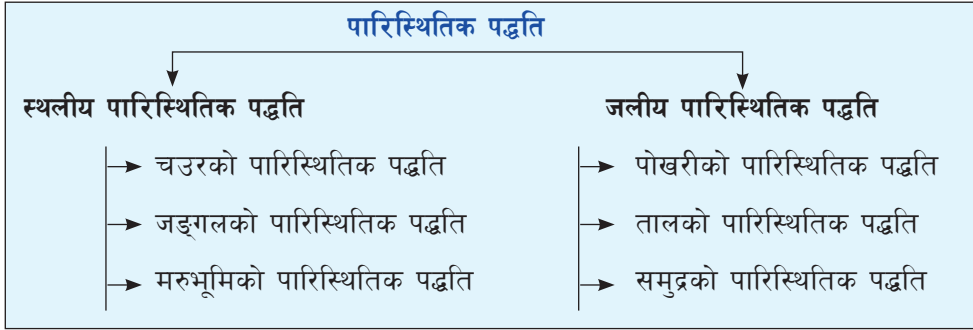 पारिस्थितिक पद्धति
स्थलीय पारिस्थितिक पद्धति
चउरको पारिस्थितिक पद्धति
जङ्गलको पारिस्थितिक पद्धति
मरुभूमिको पारिस्थितिक पद्धति
जलीय पारिस्थितिक पद्धति
पोखरीको पारिस्थितिक पद्धति
तालको पारिस्थितिक पद्धति
समुद्रको पारिस्थितिक पद्धति